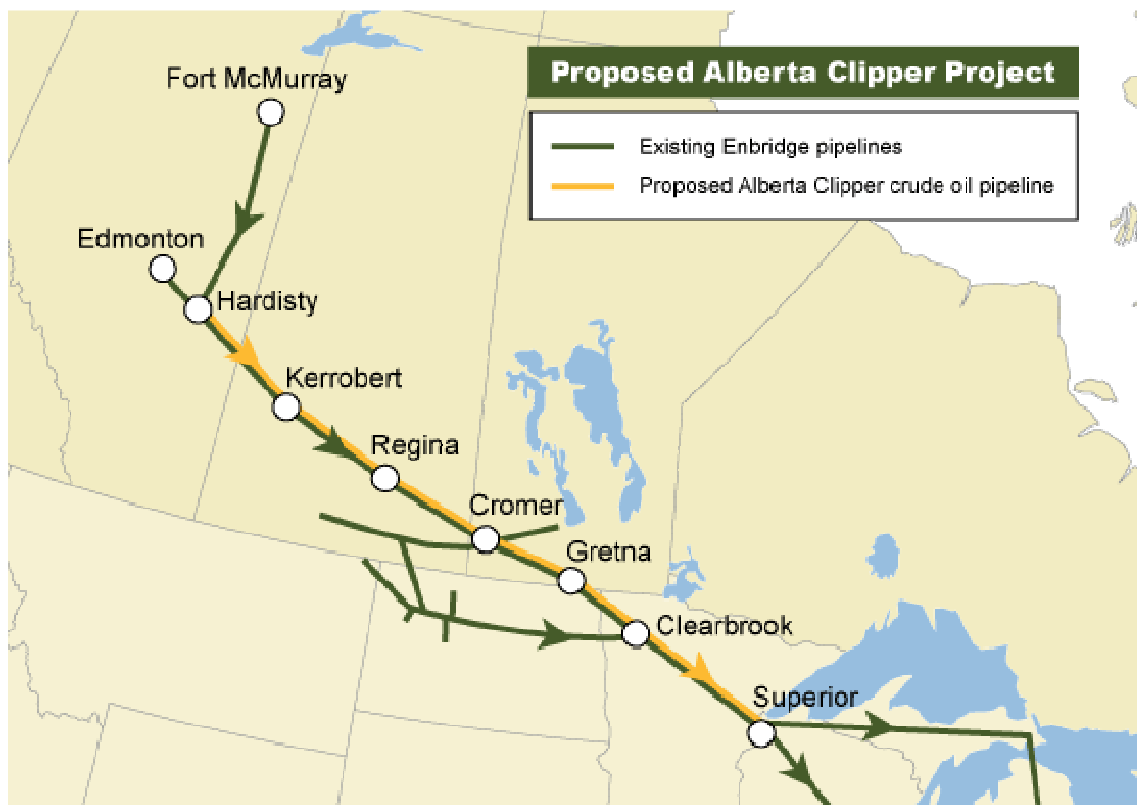 Proposed Alberta Clipper Project
Existing Enbridge pipelines
Proposed Alberta Clipper crude oil pipeline
Fort McMurray
Edmonton
Hardisty
Kerrobert
Regina
Cromer
Gretna
Clearbrook
Superior